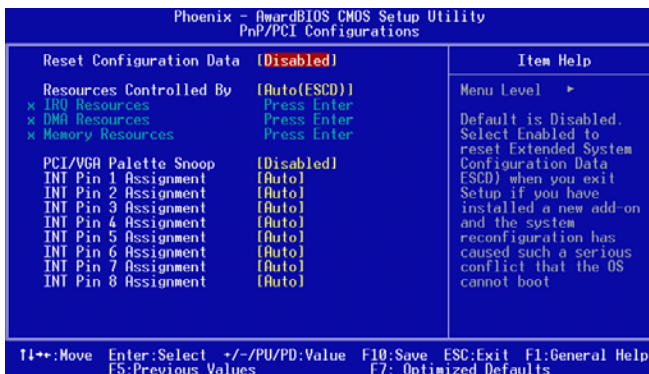 Phoenix - AwardBIOS CMOS Setup Utility
PnP/PCI Configurations
Reset Configuration Data [Disabled]
Resources Controlled By [Auto(ESCD)]
x IRQ Resources Press Enter
x DMA Resources Press Enter
x Memory Resources Press Enter
PCI/VGA Palette Snoop [Disabled]
INT Pin 1 Assignment [Auto]
INT Pin 2 Assignment [Auto]
INT Pin 3 Assignment [Auto]
INT Pin 4 Assignment [Auto]
INT Pin 5 Assignment [Auto]
INT Pin 6 Assignment [Auto]
INT Pin 7 Assignment [Auto]
INT Pin 8 Assignment [Auto]
Item Help
Menu Level ►
Default is Disabled.
Select Enabled to
reset Extended System
Configuration Data
ESCD) when you exit
Setup if you have
installed a new add-on
and the system
reconfiguration has
caused such a serious
conflict that the OS
cannot boot
↑↓→←:Move Enter:Select +/-/PU/PD:Value F10:Save ESC:Exit F1:General Help
F5:Previous Values F7: Optimized Defaults